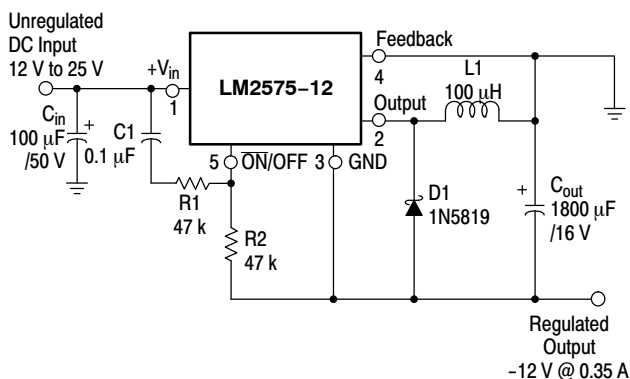 Unregulated
DC Input
12 V to 25 V
+Vin
1
LM2575-12
Feedback
4
Output
2
L1
100 µH
Cin
100 µF
/50 V
+
C1
0.1 µF
5
ON/OFF
3
GND
R1
47 k
R2
47 k
D1
1N5819
+
Cout
1800 µF
/16 V
Regulated
Output
-12 V @ 0.35 A